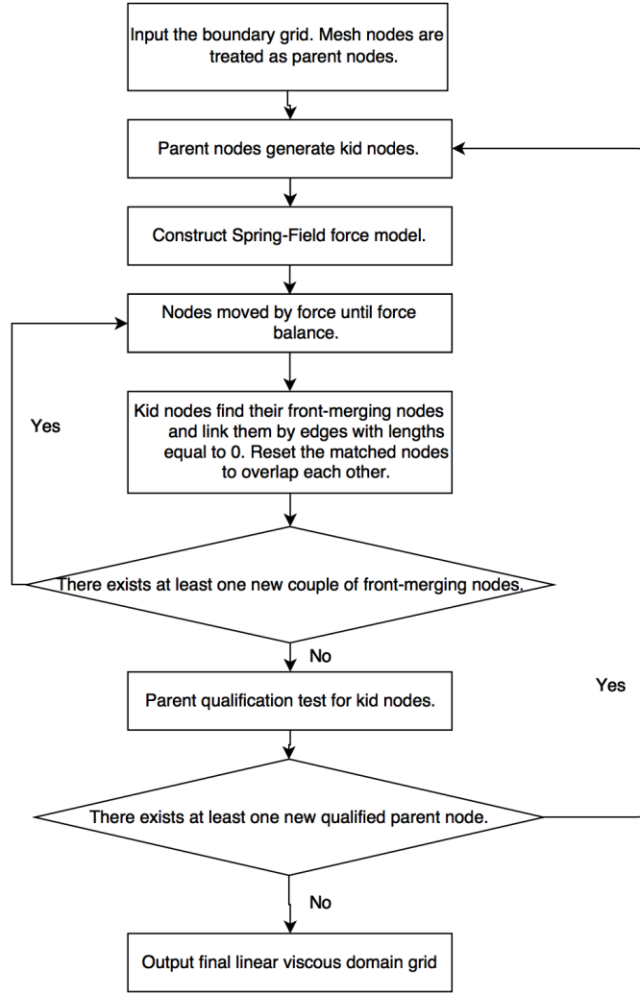 Input the boundary grid. Mesh nodes are
treated as parent nodes.
Parent nodes generate kid nodes.
Construct Spring-Field force model.
Nodes moved by force until force
balance.
Yes
Kid nodes find their front-merging nodes
and link them by edges with lengths
equal to 0. Reset the matched nodes
to overlap each other.
There exists at least one new couple of front-merging nodes.
No
Parent qualification test for kid nodes.
Yes
There exists at least one new qualified parent node.
No
Output final linear viscous domain grid